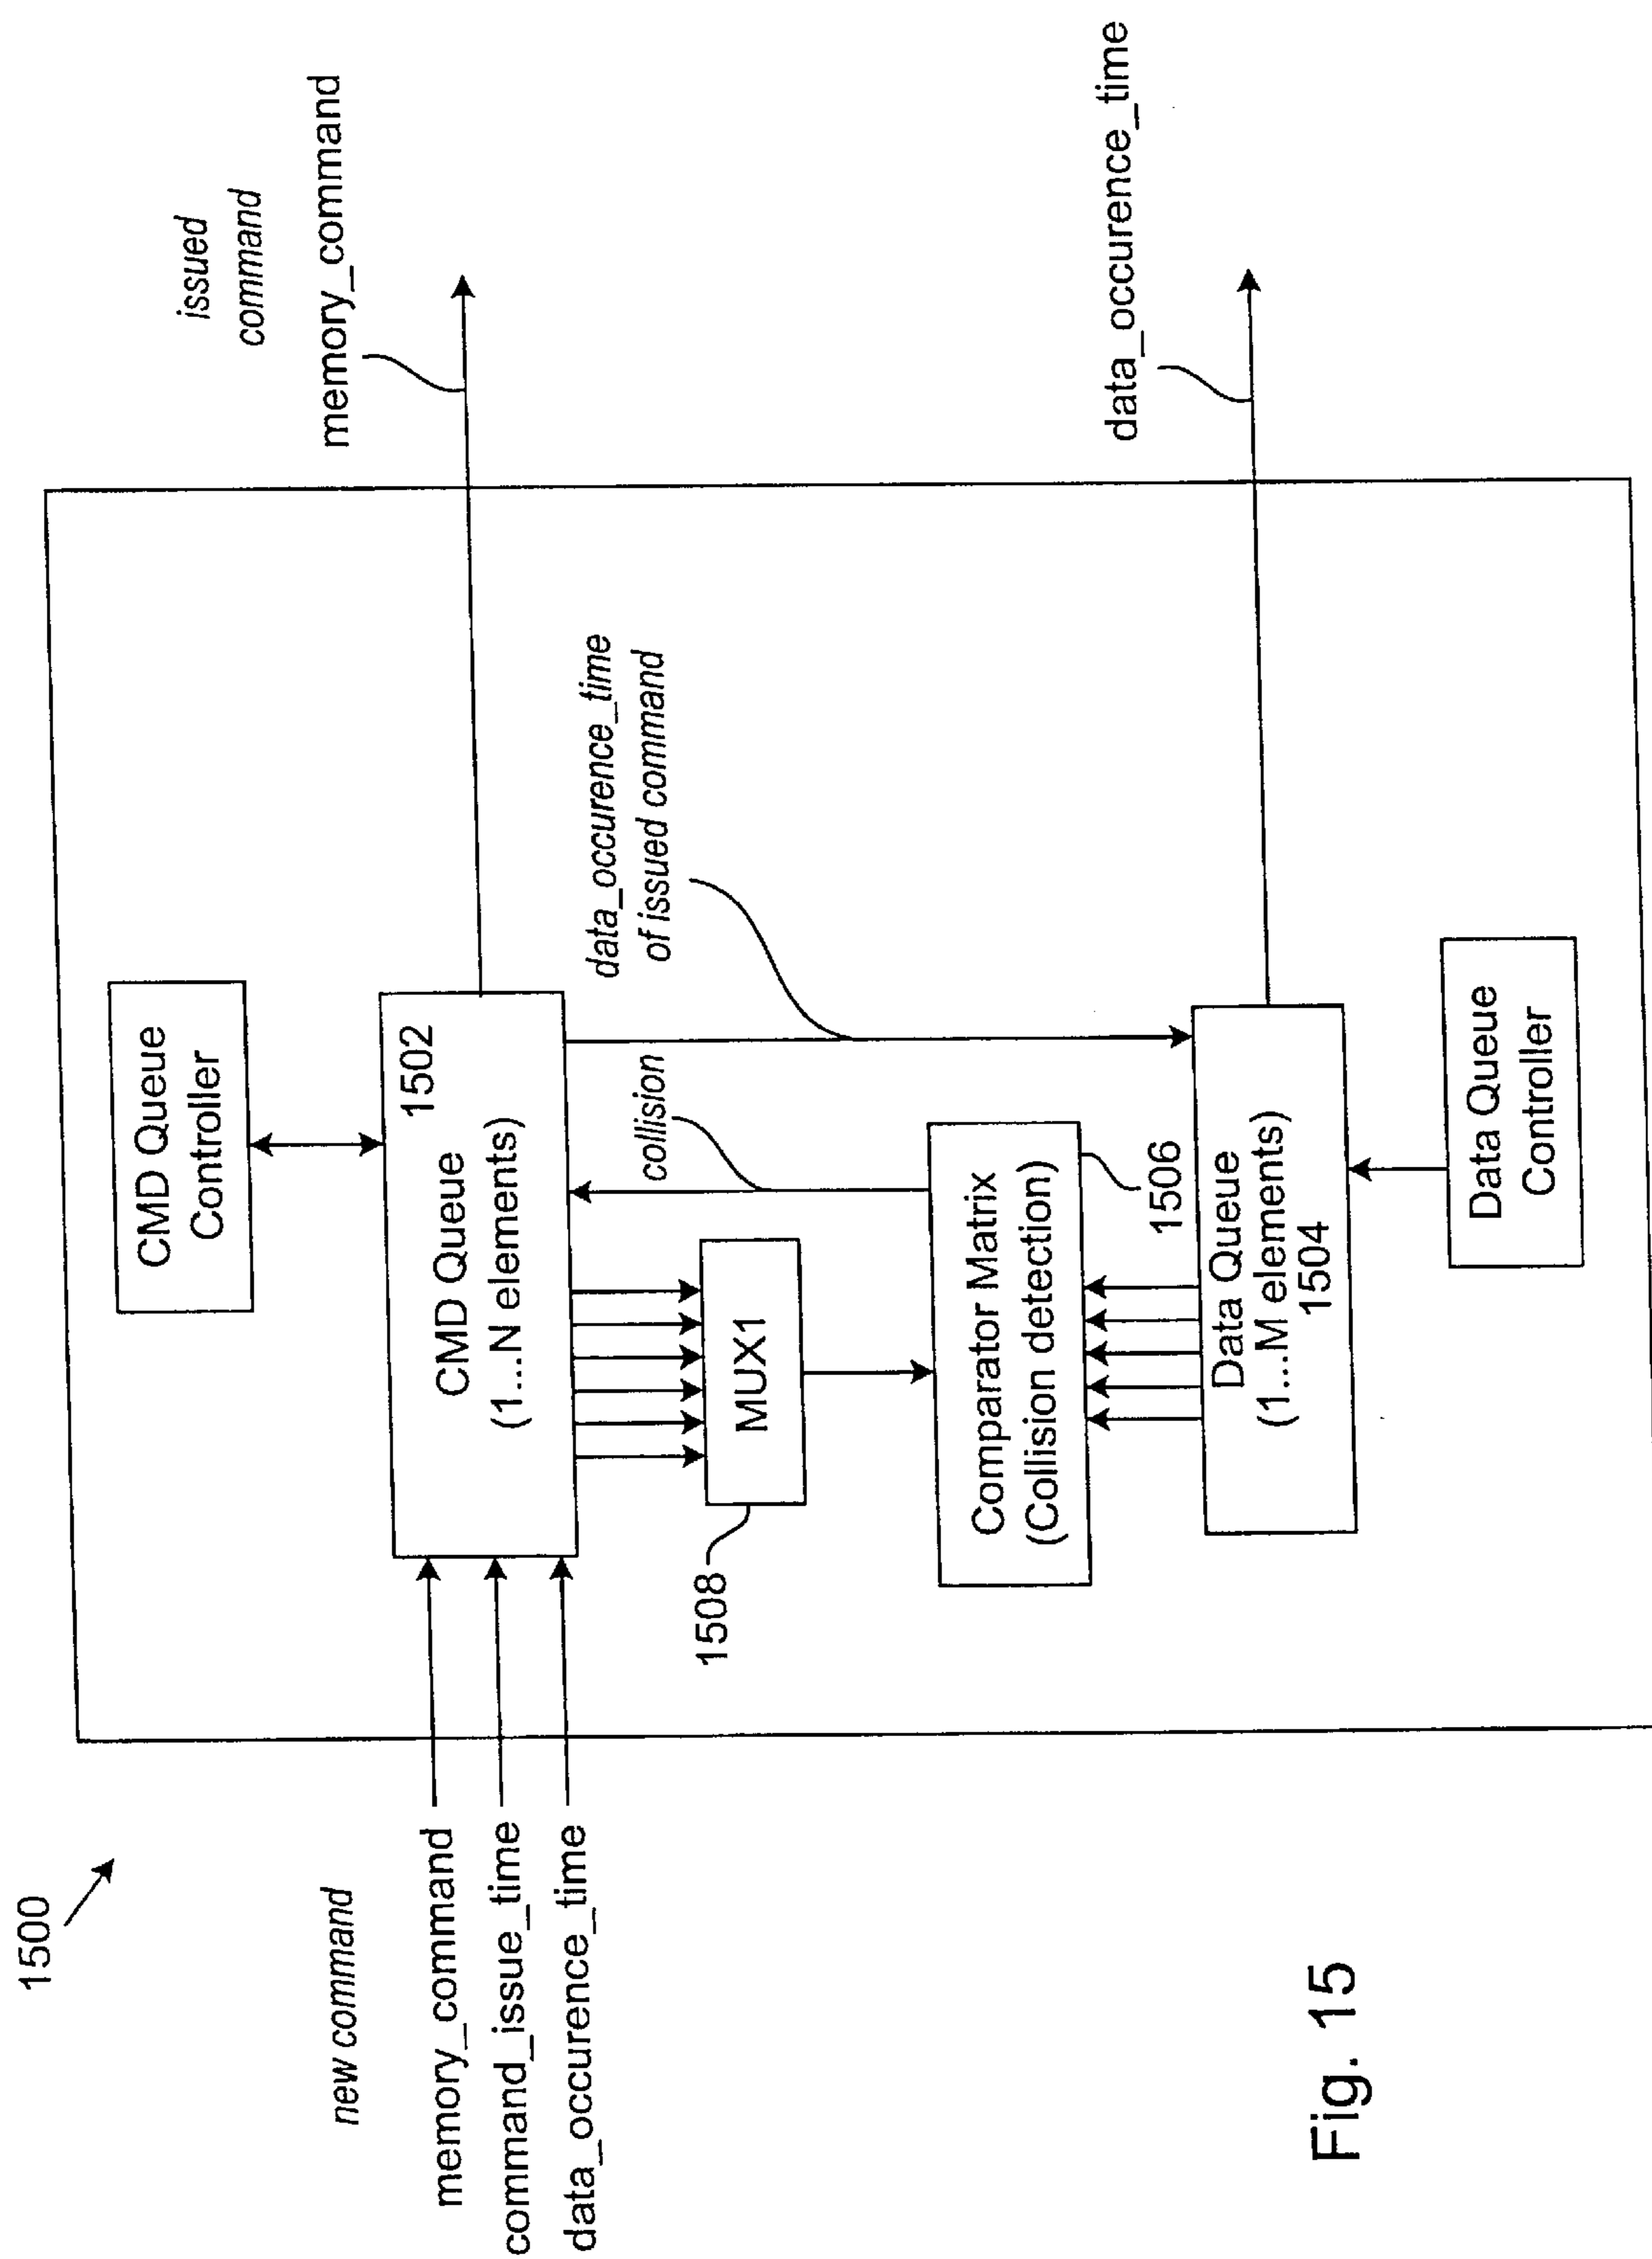 1500
new command
memory_command
command_issue_time
data_occurence_time
CMD Queue
Controller
1502
CMD Queue
(1...N elements)
issued
command
memory_command
1508
MUX1
collision
data_occurence_time
of issued command
Comparator Matrix
(Collision detection)
1506
Data Queue
(1...M elements)
1504
data_occurence_time
Data Queue
Controller
Fig. 15